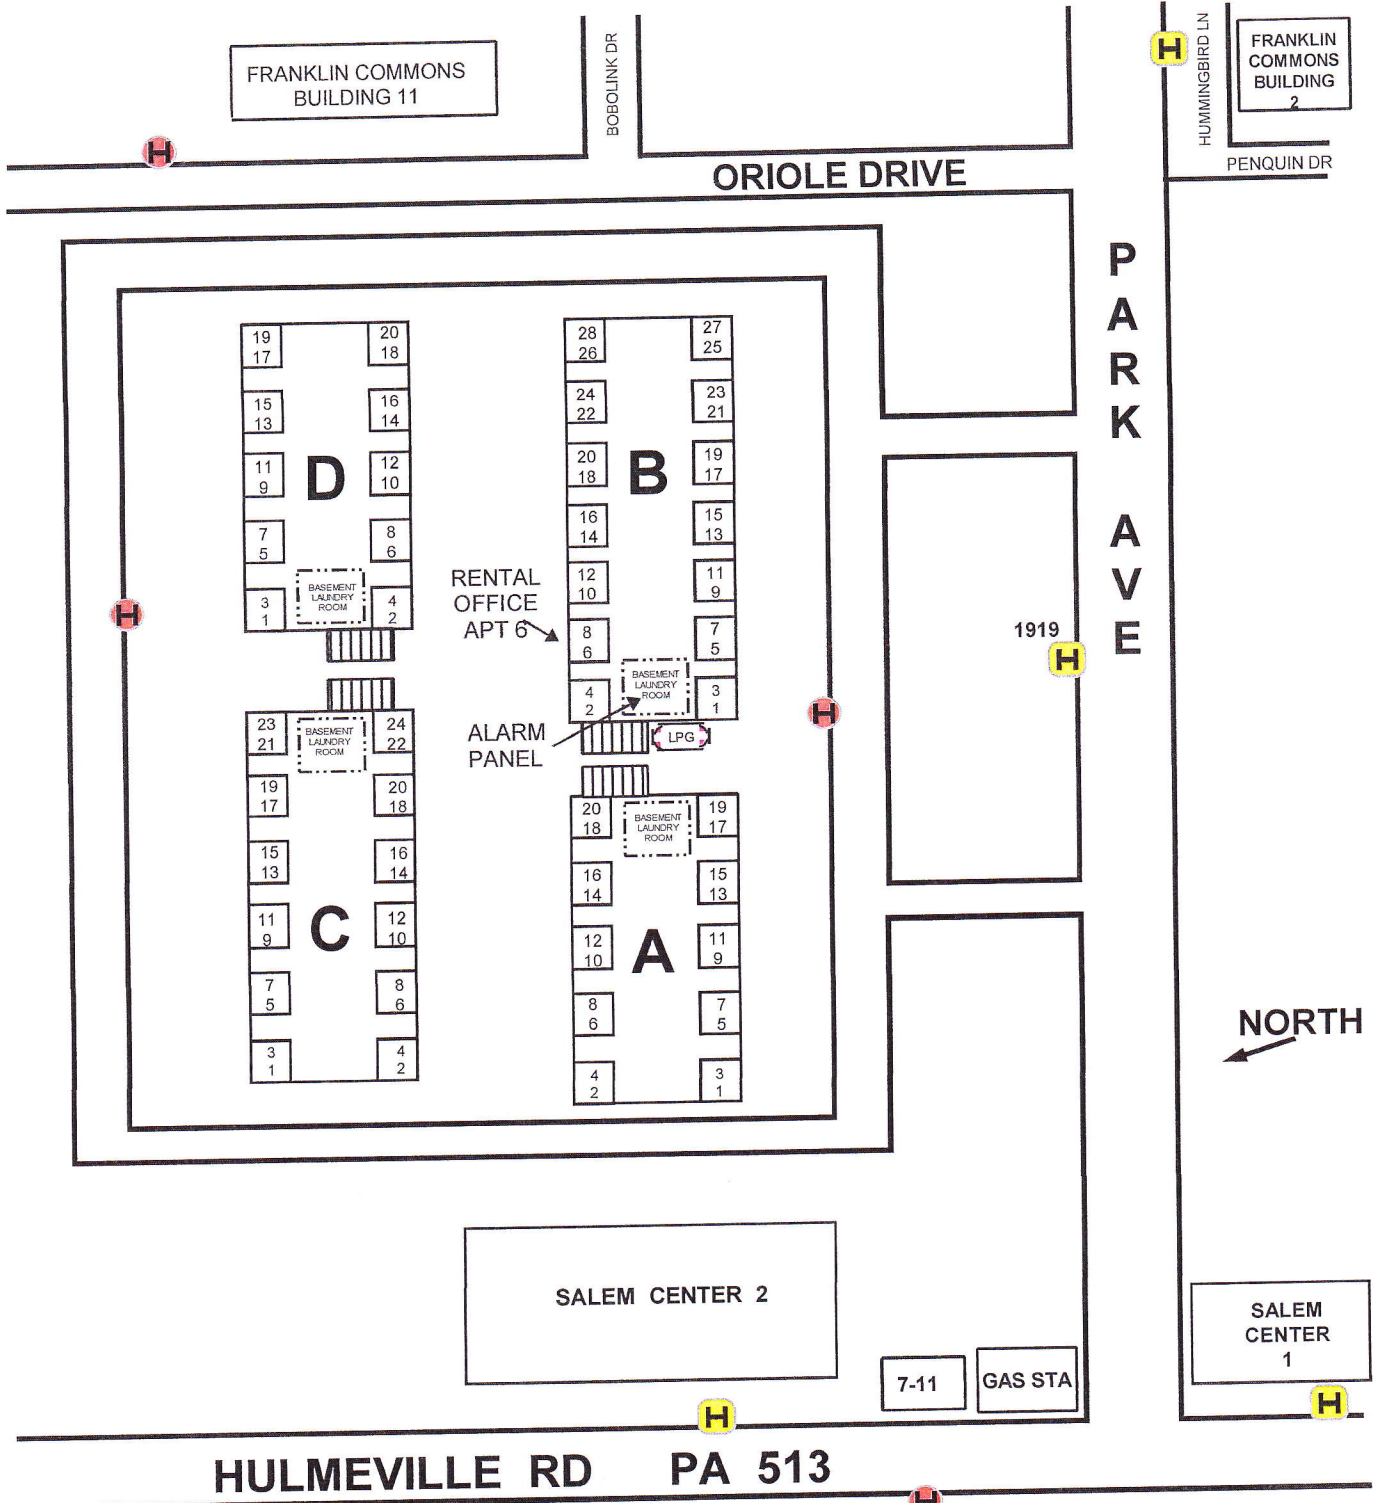 FRANKLIN COMMONS
BUILDING 11
BOBOLINK DR
H
HUMMINGBIRD LN
FRANKLIN
COMMONS
BUILDING
2
H
ORIOLE DRIVE
PENQUIN DR
PARK AVE
19
17
20
18
15
13
16
14
11
9
12
10
D
7
5
8
6
BASEMENT
LAUNDRY
ROOM
3
1
4
2
28
26
27
25
24
22
23
21
20
18
19
17
B
16
14
15
13
12
10
11
9
RENTAL
OFFICE
APT 6
8
6
7
5
BASEMENT
LAUNDRY
ROOM
4
2
3
1
H
1919
H
H
ALARM
PANEL
LPG
23
21
BASEMENT
LAUNDRY
ROOM
24
22
19
17
20
18
15
13
16
14
11
9
C
12
10
7
5
8
6
3
1
4
2
20
18
BASEMENT
LAUNDRY
ROOM
19
17
16
14
15
13
12
10
A
11
9
8
6
7
5
4
2
3
1
NORTH
SALEM CENTER 2
7-11
GAS STA
SALEM
CENTER
1
H
H
HULMEVILLE RD PA 513
H